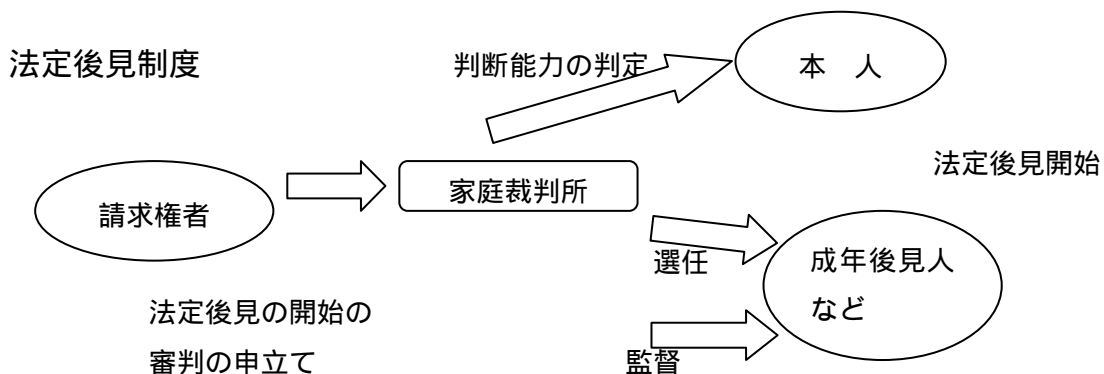 法定後見制度
判断能力の判定
本　人
法定後見開始
請求権者
家庭裁判所
選任
成年後見人
など
法定後見の開始の
審判の申立て
監督